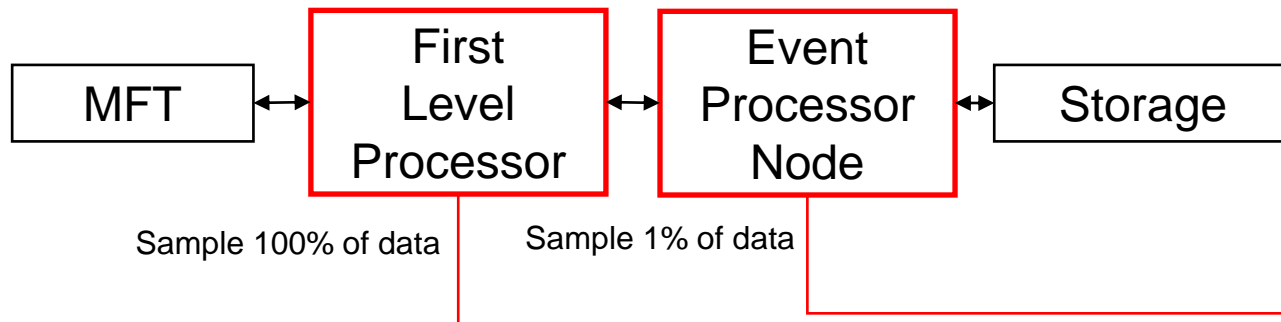 MFT
First
Level
Processor
Event
Processor
Node
Storage
Sample 100% of data
Sample 1% of data